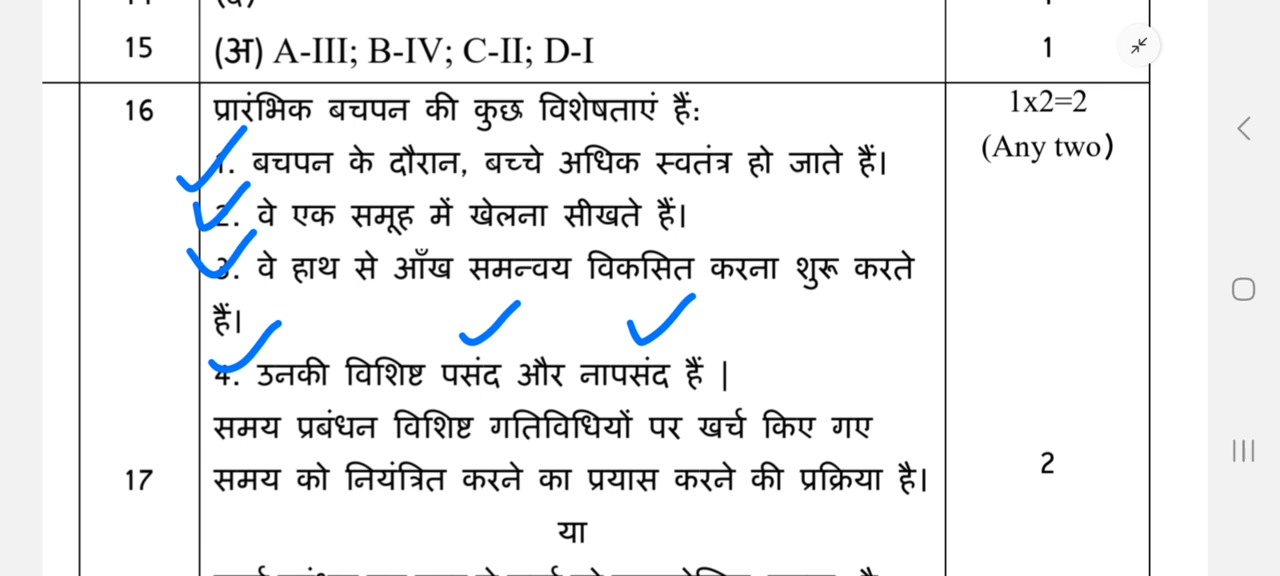 15 (अ) A-III; B-IV; C-II; D-I 1
16 प्रारंभिक बचपन की कुछ विशेषताएं हैं: 1x2=2
1. बचपन के दौरान, बच्चे अधिक स्वतंत्र हो जाते हैं। (Any two)
2. वे एक समूह में खेलना सीखते हैं।
3. वे हाथ से आँख समन्वय विकसित करना शुरू करते
हैं।
4. उनकी विशिष्ट पसंद और नापसंद हैं |
समय प्रबंधन विशिष्ट गतिविधियों पर खर्च किए गए
17 समय को नियंत्रित करने का प्रयास करने की प्रक्रिया है। 2
या